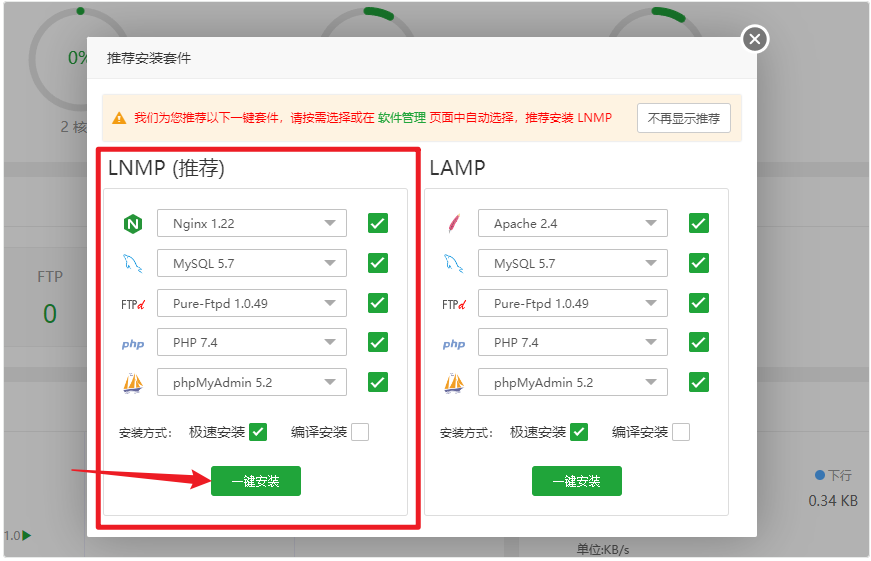 0%
2 核
推荐安装套件
我们为您推荐以下一键套件，请按需选择或在 软件管理 页面中自动选择，推荐安装 LNMP
不再显示推荐
LNMP (推荐)
Nginx 1.22
MySQL 5.7
FTPd
Pure-Ftpd 1.0.49
php
PHP 7.4
phpMyAdmin 5.2
安装方式： 极速安装 编译安装
一键安装
LAMP
Apache 2.4
MySQL 5.7
FTPd
Pure-Ftpd 1.0.49
php
PHP 7.4
phpMyAdmin 5.2
安装方式： 极速安装 编译安装
一键安装
FTP
0
下行
0.34 KB
1.0
单位:KB/s